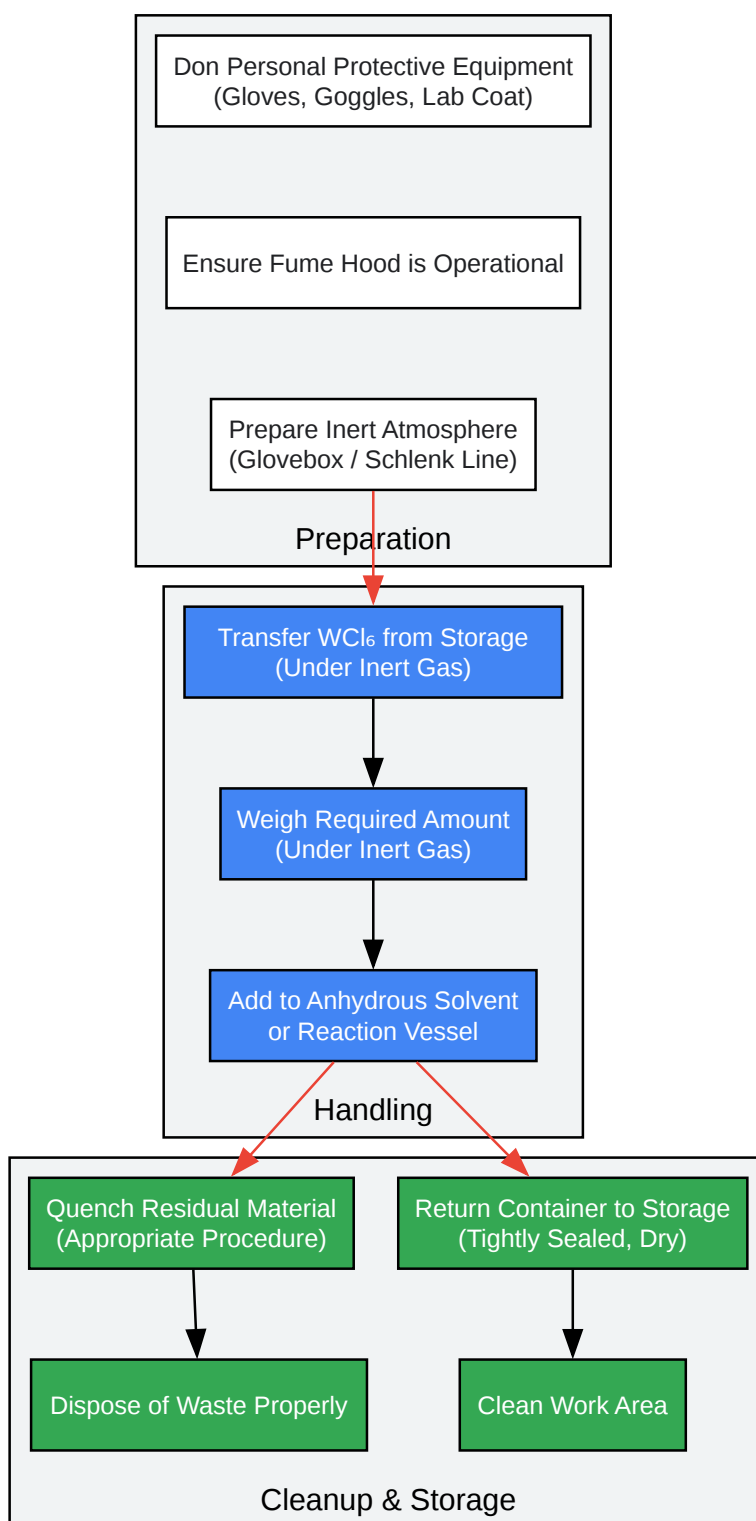 Don Personal Protective Equipment
(Gloves, Goggles, Lab Coat)
Ensure Fume Hood is Operational
Prepare Inert Atmosphere
(Glovebox / Schlenk Line)
Preparation
Transfer WCl₆ from Storage
(Under Inert Gas)
Weigh Required Amount
(Under Inert Gas)
Add to Anhydrous Solvent
or Reaction Vessel
Handling
Quench Residual Material
(Appropriate Procedure)
Return Container to Storage
(Tightly Sealed, Dry)
Dispose of Waste Properly
Clean Work Area
Cleanup & Storage